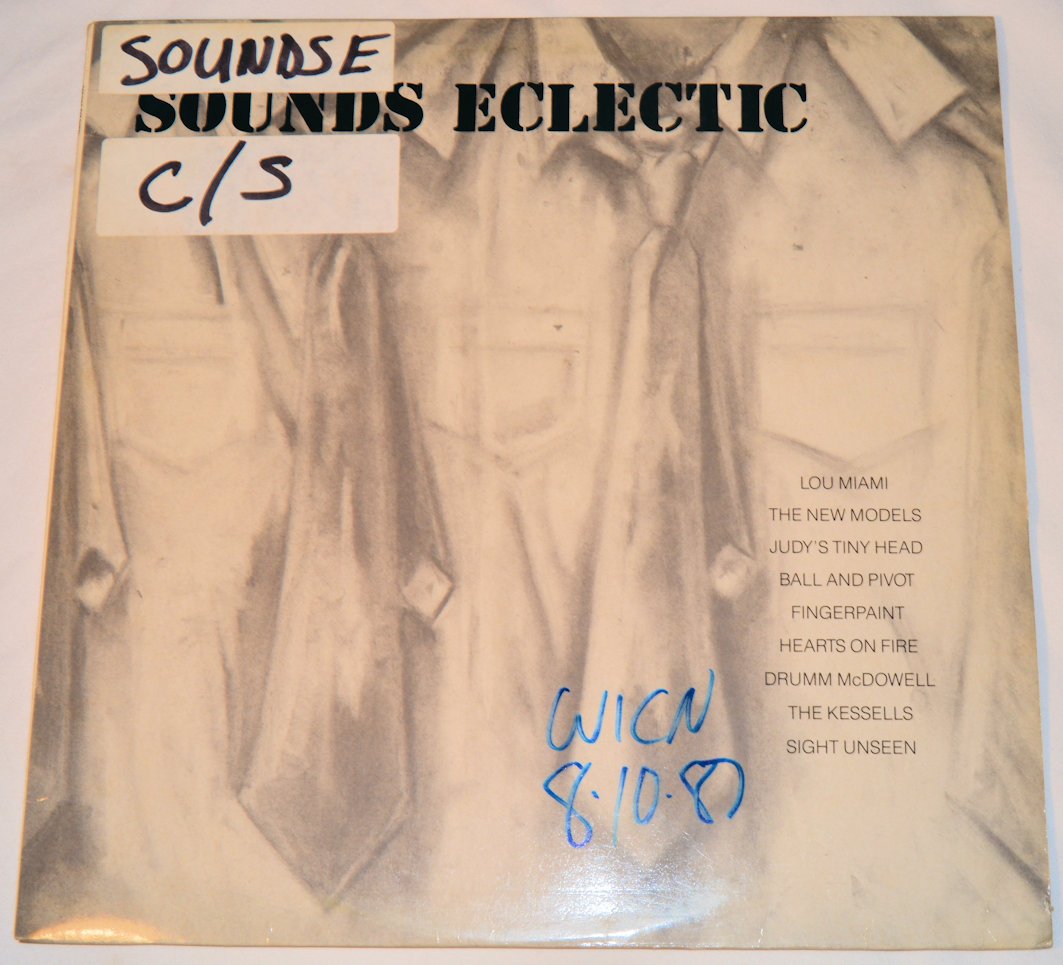 SOUNDSE
SOUNDS ECLECTIC
C/S
LOU MIAMI
THE NEW MODELS
JUDY'S TINY HEAD
BALL AND PIVOT
FINGERPAINT
HEARTS ON FIRE
DRUMM McDOWELL
THE KESSELLS
SIGHT UNSEEN
WICN
8.10.87